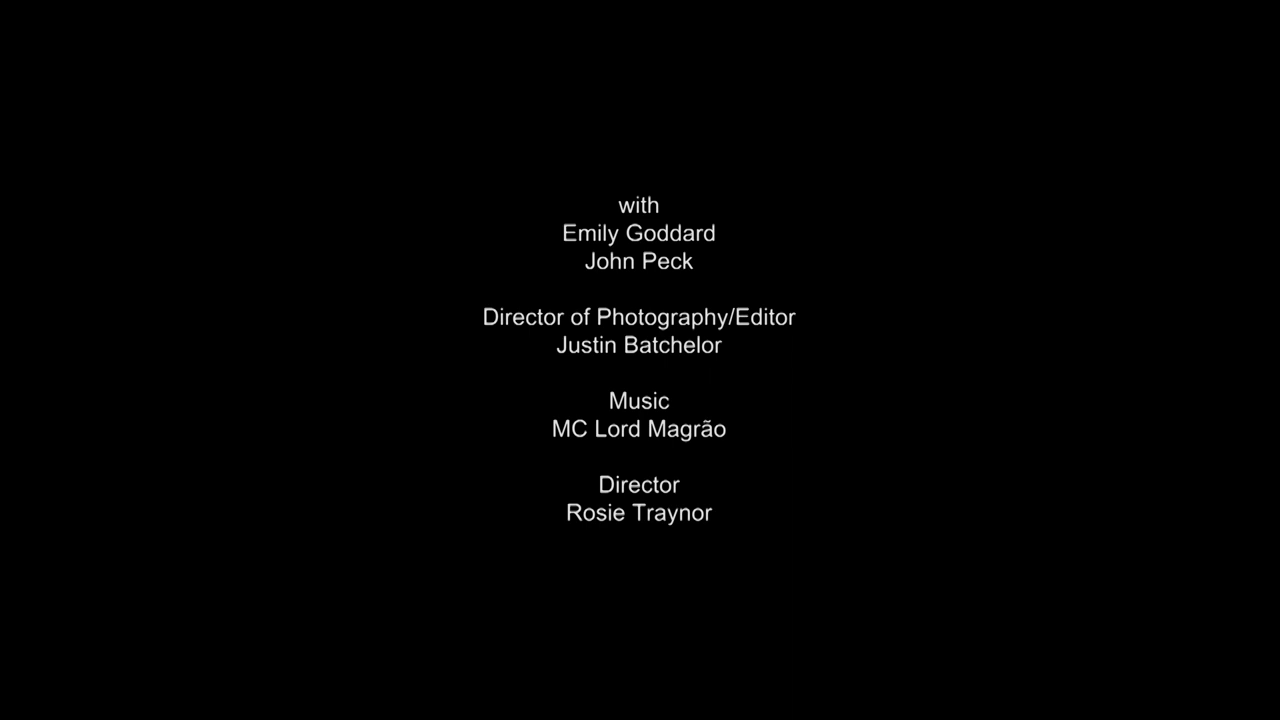 with
Emily Goddard
John Peck
Director of Photography/Editor
Justin Batchelor
Music
MC Lord Magrão
Director
Rosie Traynor